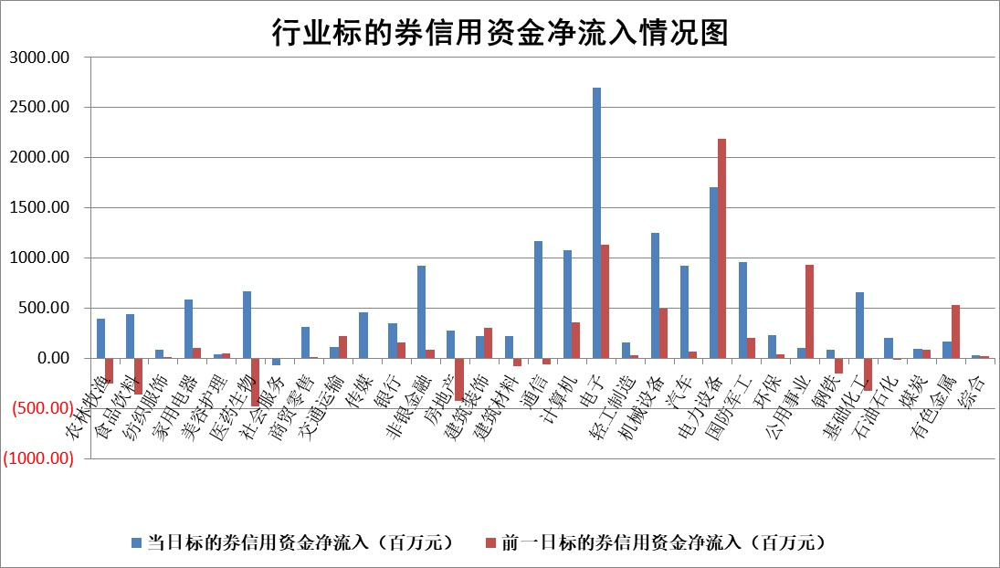 行业标的券信用资金净流入情况图
3000.00
2500.00
2000.00
1500.00
1000.00
500.00
0.00
(500.00)
(1000.00)
农林牧渔
食品饮料
纺织服饰
家用电器
美容护理
医药生物
社会服务
商贸零售
交通运输
传媒
银行
非银金融
房地产
建筑装饰
建筑材料
通信
计算机
电子
轻工制造
机械设备
汽车
电力设备
国防军工
环保
公用事业
钢铁
基础化工
石油石化
煤炭
有色金属
综合
当日标的券信用资金净流入（百万元）
前一日标的券信用资金净流入（百万元）